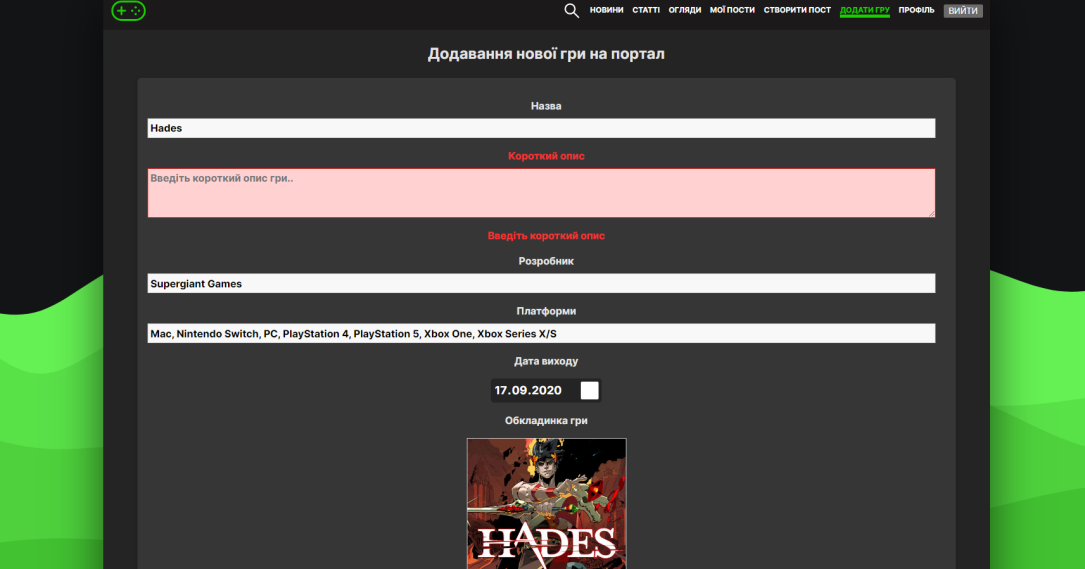 НОВИНИ СТАТТІ ОГЛЯДИ МОЇ ПОСТИ СТВОРИТИ ПОСТ ДОДАТИ ГРУ ПРОФІЛЬ ВИЙТИ
Додавання нової гри на портал
Назва
Hades
Короткий опис
Введіть короткий опис гри..
Введіть короткий опис
Розробник
Supergiant Games
Платформи
Mac, Nintendo Switch, PC, PlayStation 4, PlayStation 5, Xbox One, Xbox Series X/S
Дата виходу
17.09.2020
Обкладинка гри
HADES